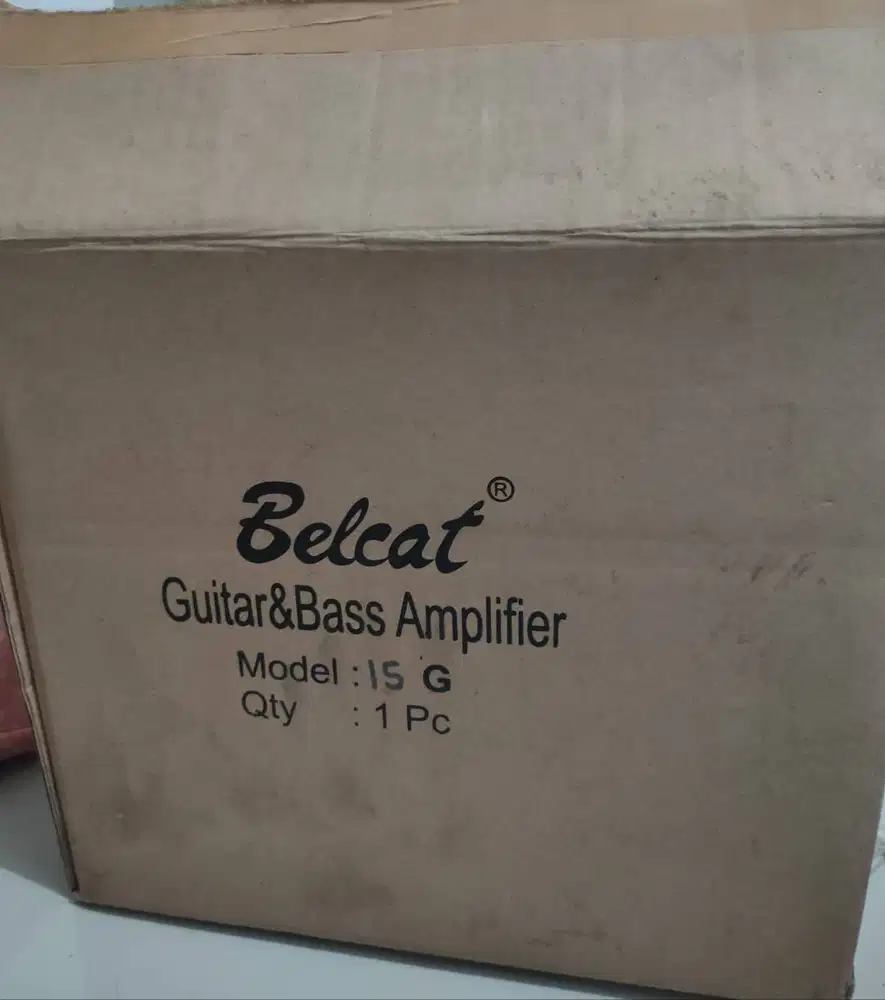 Belcat®
Guitar&Bass Amplifier
Model : 15 G
Qty : 1 Pc